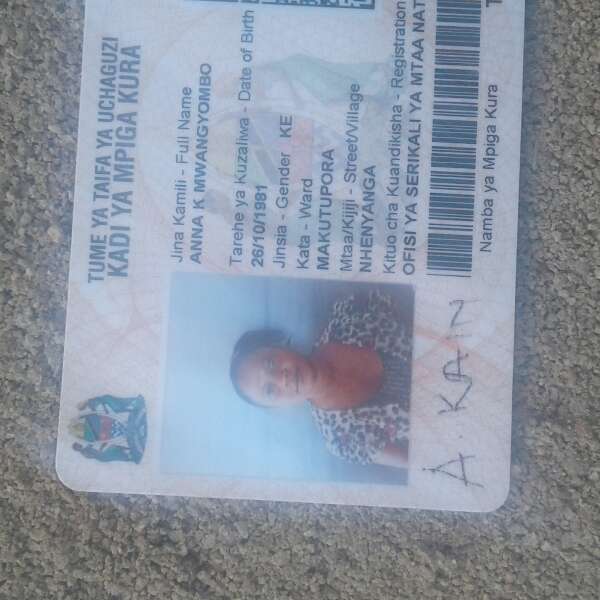 TUME YA TAIFA YA UCHAGUZI
KADI YA MPIGA KURA
Jina Kamili - Full Name
ANNA K MWANGYOMBO
Tarehe ya Kuzaliwa - Date of Birth
26/10/1981
Jinsia - Gender KE
Kata - Ward
MAKUTUPORA
Mtaa/Kijiji - Street/Village
NHENYANGA
Kituo cha Kuandikisha - Registration
OFISI YA SERIKALI YA MTAA NAT
Namba ya Mpiga Kura
A. KAIN